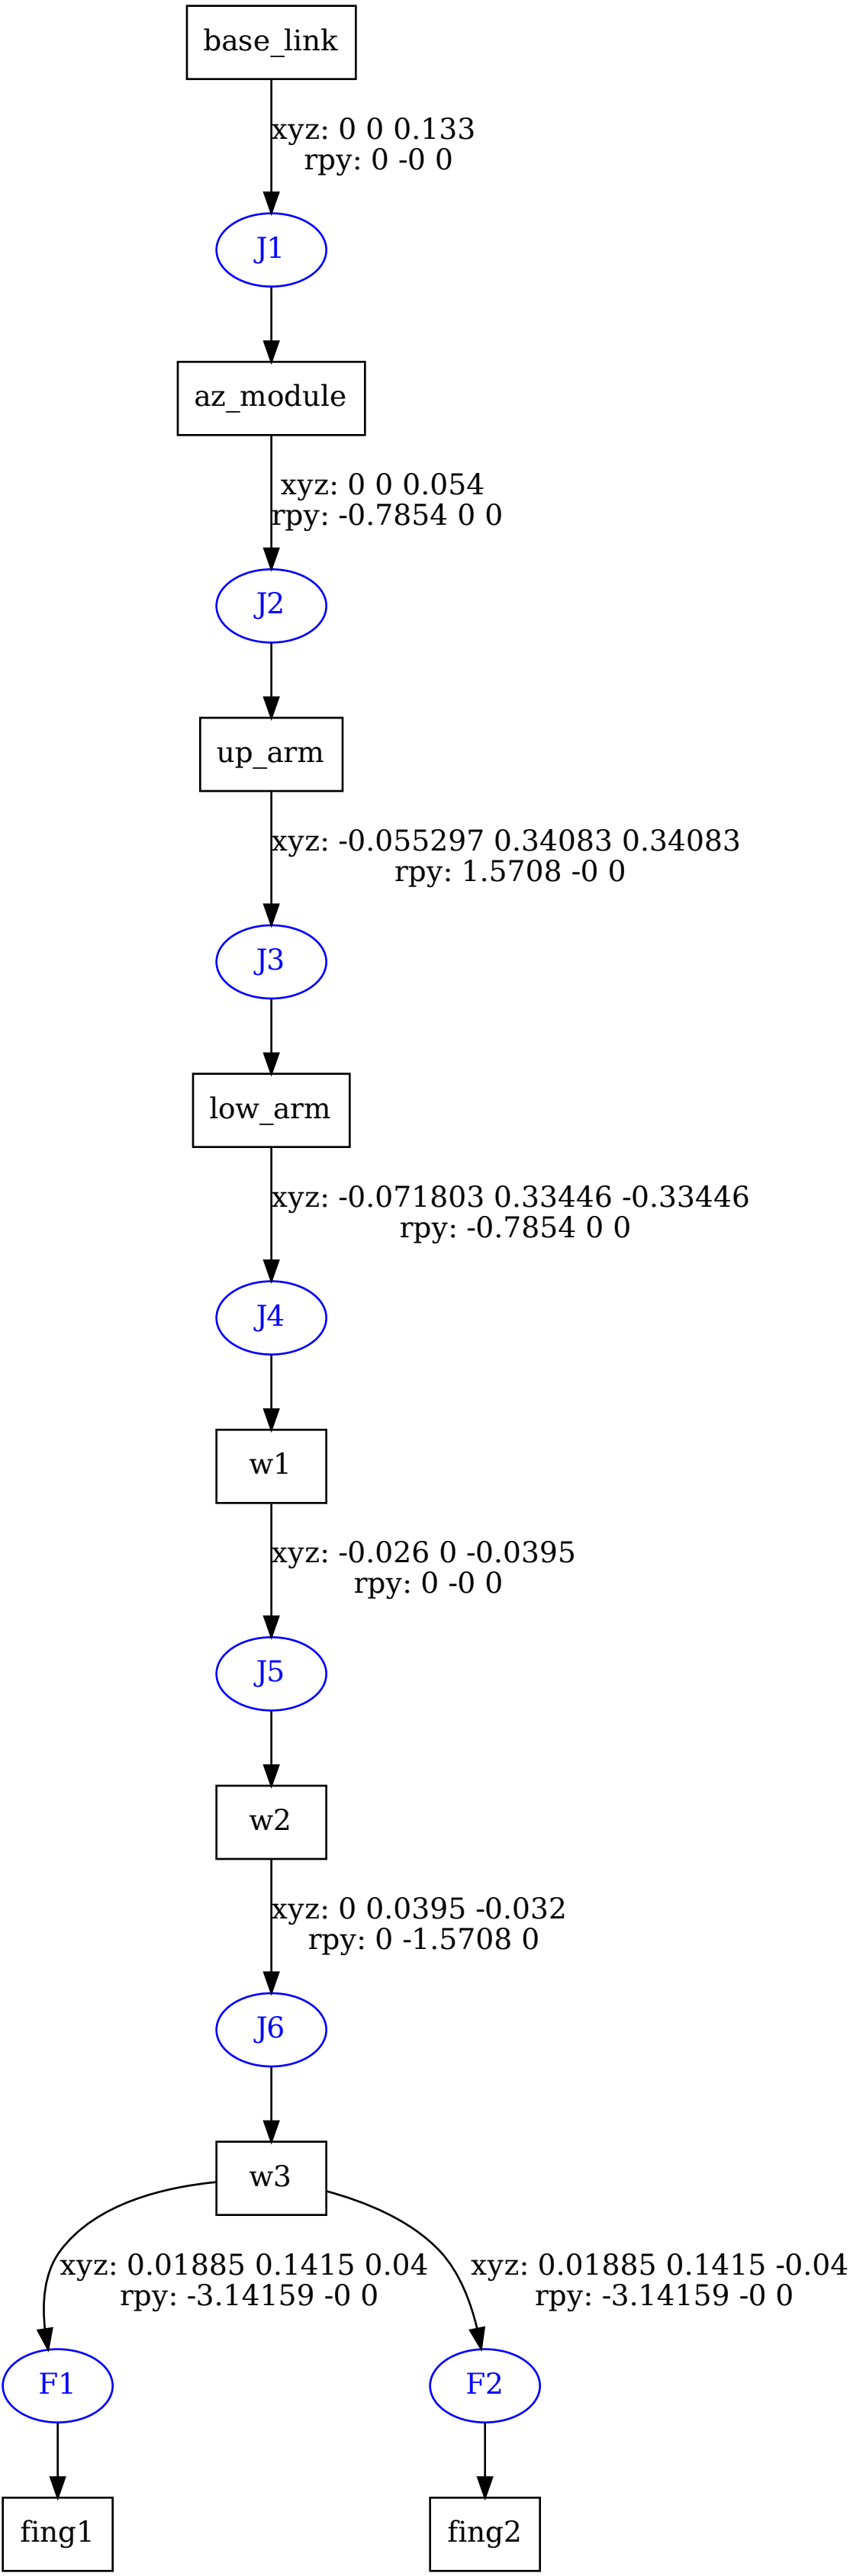 base_link
xyz: 0 0 0.133
rpy: 0 -0 0
J1
az_module
xyz: 0 0 0.054
rpy: -0.7854 0 0
J2
up_arm
xyz: -0.055297 0.34083 0.34083
rpy: 1.5708 -0 0
J3
low_arm
xyz: -0.071803 0.33446 -0.33446
rpy: -0.7854 0 0
J4
w1
xyz: -0.026 0 -0.0395
rpy: 0 -0 0
J5
w2
xyz: 0 0.0395 -0.032
rpy: 0 -1.5708 0
J6
w3
xyz: 0.01885 0.1415 0.04
rpy: -3.14159 -0 0
xyz: 0.01885 0.1415 -0.04
rpy: -3.14159 -0 0
F1
F2
fing1
fing2